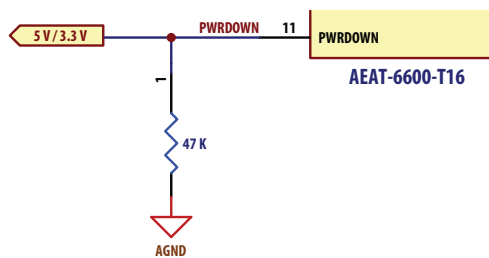 5 V / 3.3 V
PWRDOWN
11
PWRDOWN
AEAT-6600-T16
1
47 K
AGND